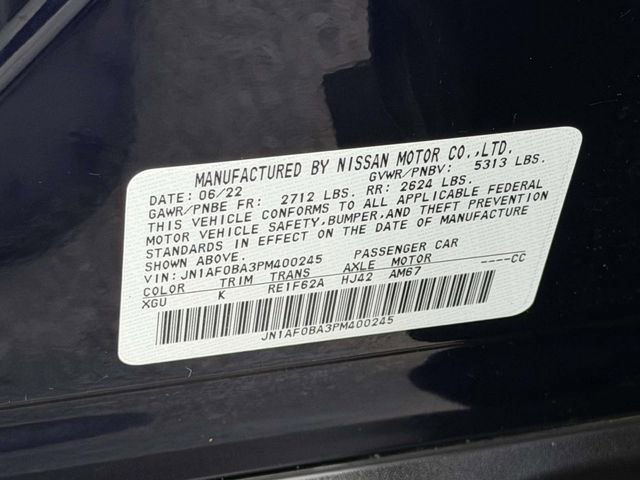 MANUFACTURED BY NISSAN MOTOR CO.,LTD.
DATE: 06/22 GVWR/PNBV: 5313 LBS.
GAWR/PNBE FR: 2712 LBS. RR: 2624 LBS.
THIS VEHICLE CONFORMS TO ALL APPLICABLE FEDERAL
MOTOR VEHICLE SAFETY, BUMPER, AND THEFT PREVENTION
STANDARDS IN EFFECT ON THE DATE OF MANUFACTURE
SHOWN ABOVE.
VIN: JN1AF0BA3PM400245 PASSENGER CAR
COLOR TRIM TRANS AXLE MOTOR ----CC
XGU K RE1F62A HJ42 AM67
JN1AF0BA3PM400245